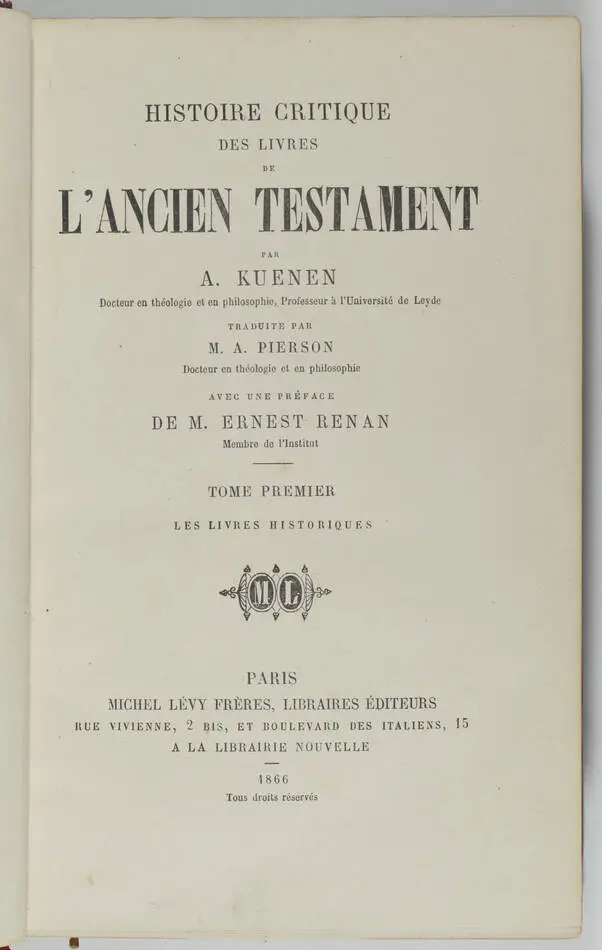 HISTOIRE CRITIQUE
DES LIVRES
DE
L'ANCIEN TESTAMENT
PAR
A. KUENEN
Docteur en théologie et en philosophie, Professeur à l'Université de Leyde
TRADUITE PAR
M. A. PIERSON
Docteur en théologie et en philosophie
AVEC UNE PRÉFACE
DE M. ERNEST RENAN
Membre de l'Institut
TOME PREMIER
LES LIVRES HISTORIQUES
ML
PARIS
MICHEL LÉVY FRÈRES, LIBRAIRES ÉDITEURS
RUE VIVIENNE, 2 BIS, ET BOULEVARD DES ITALIENS, 15
A LA LIBRAIRIE NOUVELLE
1866
Tous droits réservés